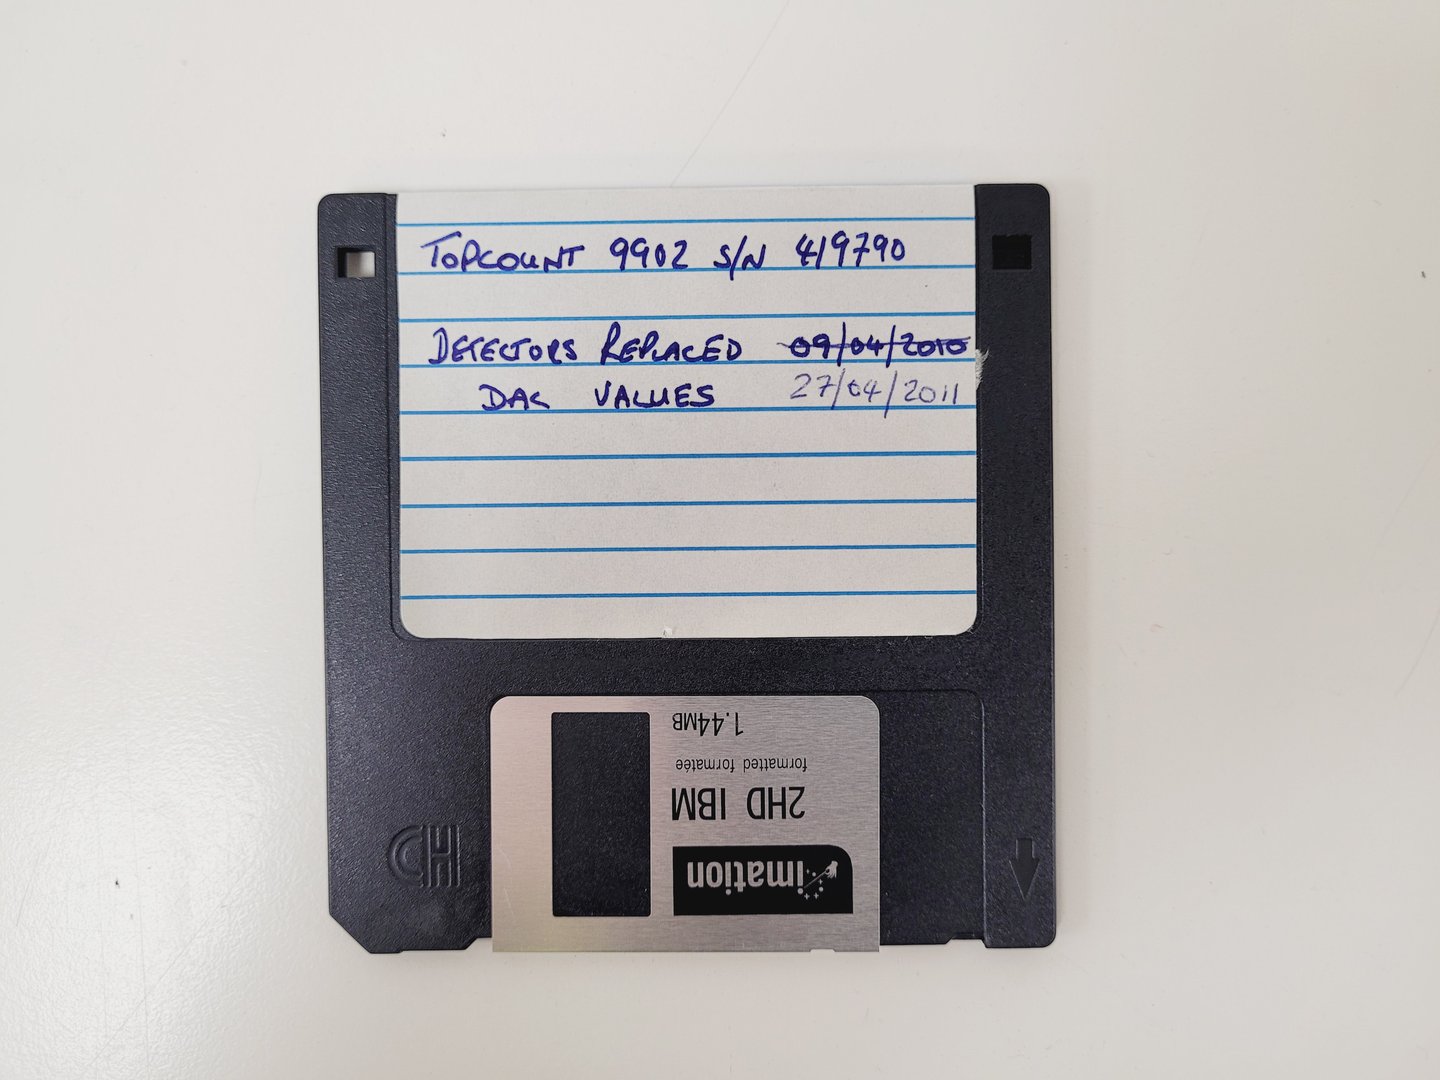 TOPCOUNT 9902 S/N 419790
DETECTORS REPLACED 09/04/2010
DAC VALUES 27/04/2011
1.44MB
formatted formatée
2HD IBM
imation
HD